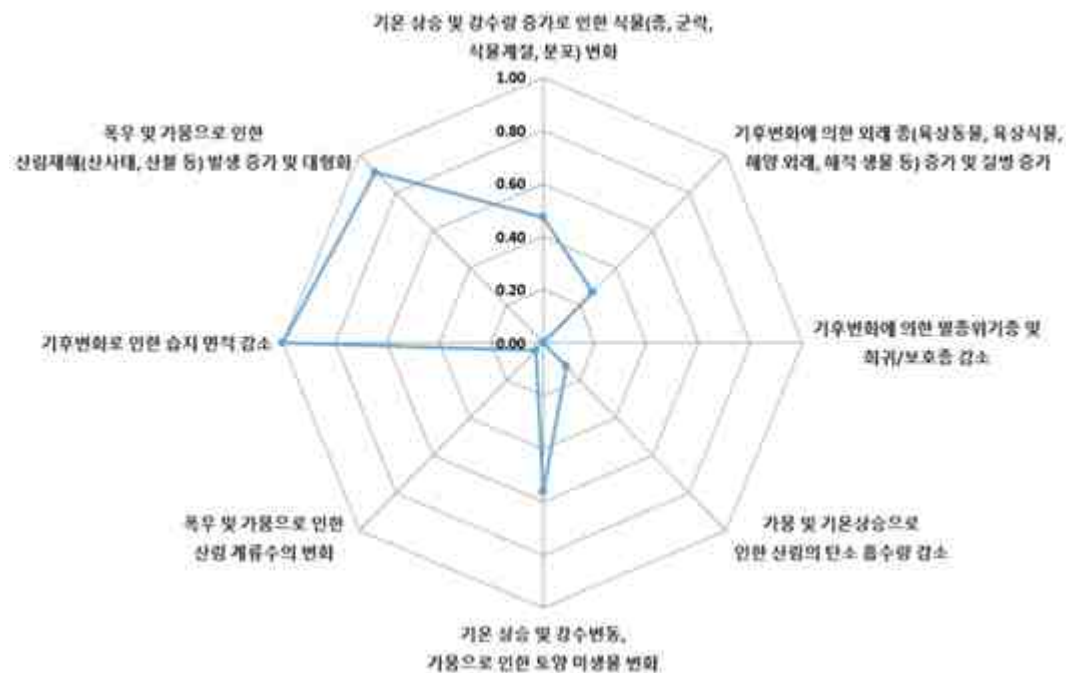 기온 상승 및 강수량 증가로 인한 식물(종, 군락,
식물계절, 분포) 변화
기후변화에 의한 외래 종(육상동물, 육상식물,
해양 외래, 해적 생물 등) 증가 및 질병 증가
기후변화에 의한 멸종위기종 및
희귀/보호종 감소
가뭄 및 기온상승으로
인한 산림의 탄소 흡수량 감소
기온 상승 및 강수변동,
가뭄으로 인한 토양 미생물 변화
폭우 및 가뭄으로 인한
산림 계류수의 변화
기후변화로 인한 습지 면적 감소
폭우 및 가뭄으로 인한
산림재해(산사태, 산불 등) 발생 증가 및 대형화
1.00
0.80
0.60
0.40
0.20
0.00